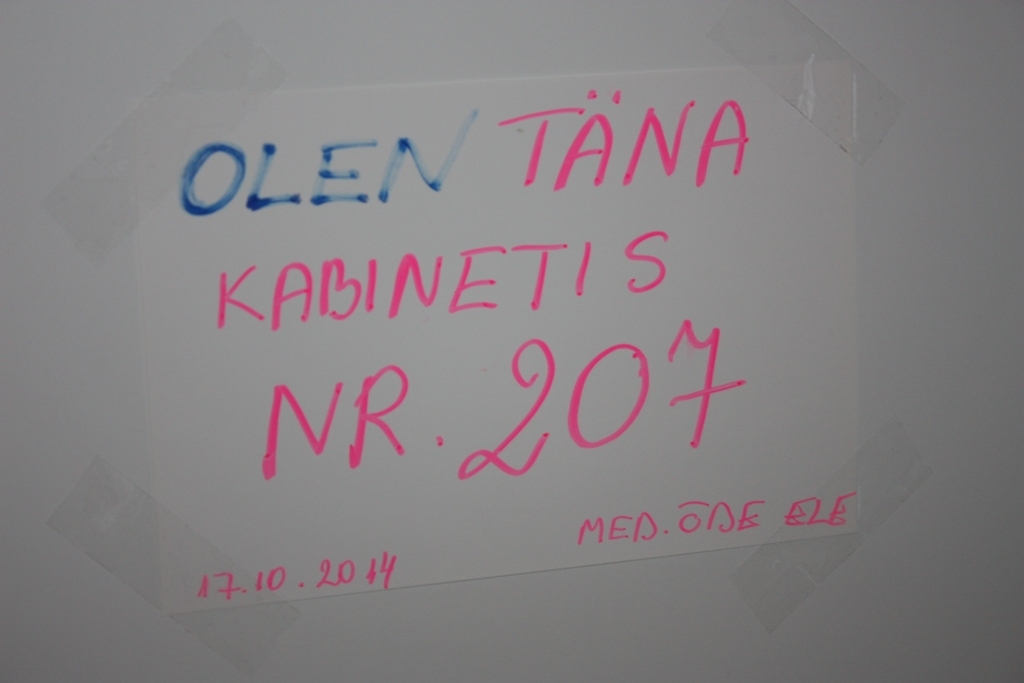 OLEN TÄNA
KABINETIS
NR. 207
MED. ÕDE ELE
17.10.2014